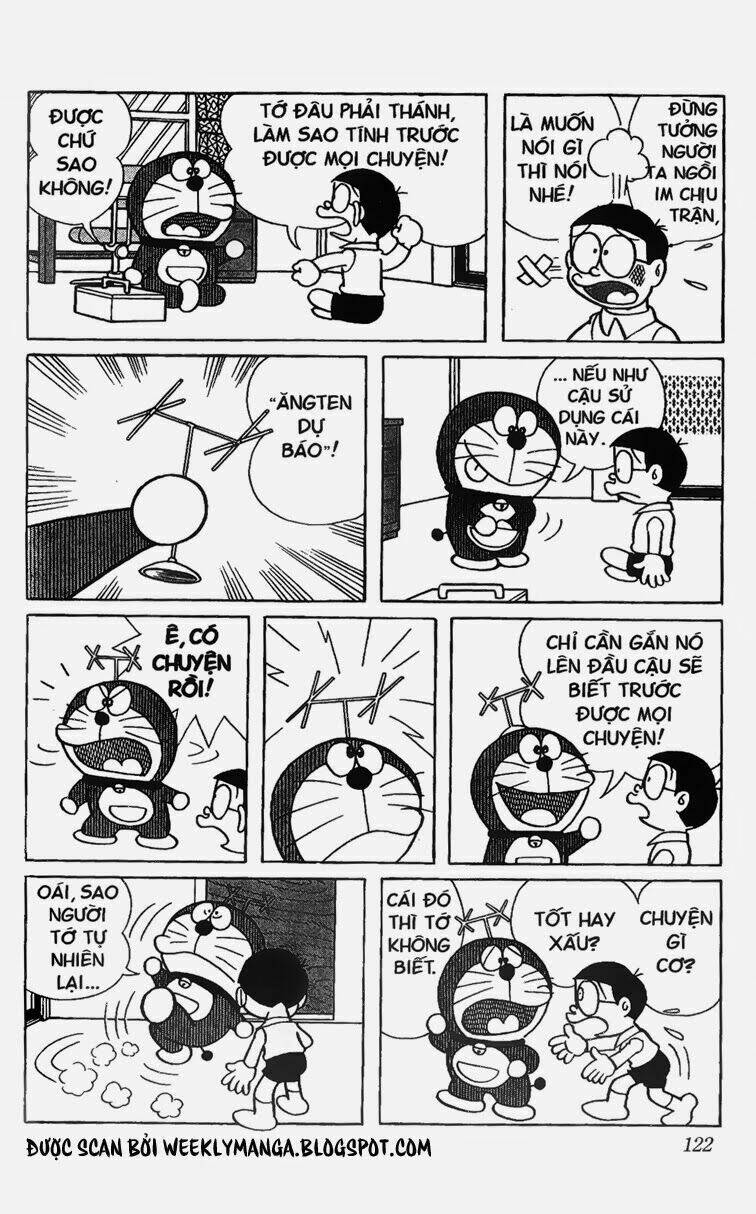 ĐỪNG
TƯỞNG
NGƯỜI
TA NGỒI
IM CHỊU
TRẬN,
LÀ MUỐN
NÓI GÌ
THÌ NÓI
NHÉ!
TỚ ĐÂU PHẢI THÁNH,
LÀM SAO TÍNH TRƯỚC
ĐƯỢC MỌI CHUYỆN!
ĐƯỢC
CHỨ
SAO
KHÔNG!
... NẾU NHƯ
CẬU SỬ
DỤNG CÁI
NÀY.
"ĂNGTEN
DỰ
BÁO"!
CHỈ CẦN GẮN NÓ
LÊN ĐẦU CẬU SẼ
BIẾT TRƯỚC
ĐƯỢC MỌI
CHUYỆN!
Ê, CÓ
CHUYỆN
RỒI!
CHUYỆN
GÌ
CƠ?
TỐT HAY
XẤU?
CÁI ĐÓ
THÌ TỚ
KHÔNG
BIẾT.
OÁI, SAO
NGƯỜI
TỚ TỰ
NHIÊN
LẠI...
ĐƯỢC SCAN BỞI WEEKLYMANGA.BLOGSPOT.COM
122